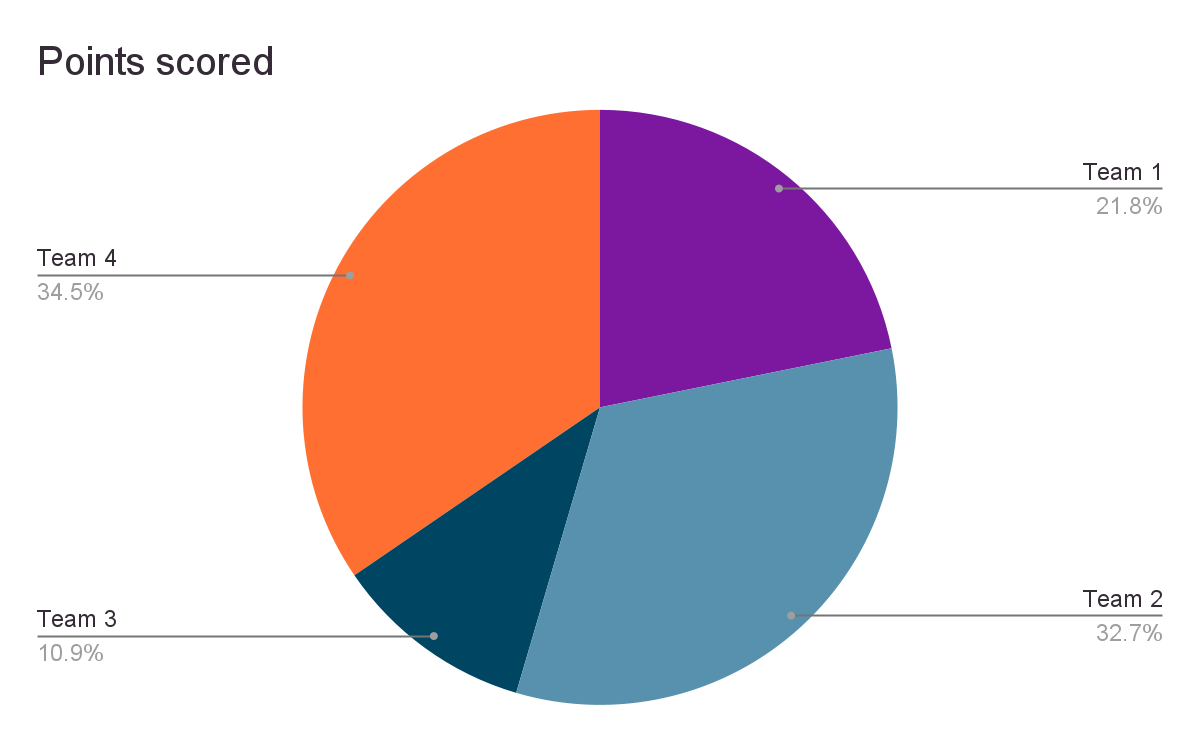 Points scored
Team 1
21.8%
Team 4
34.5%
Team 2
32.7%
Team 3
10.9%